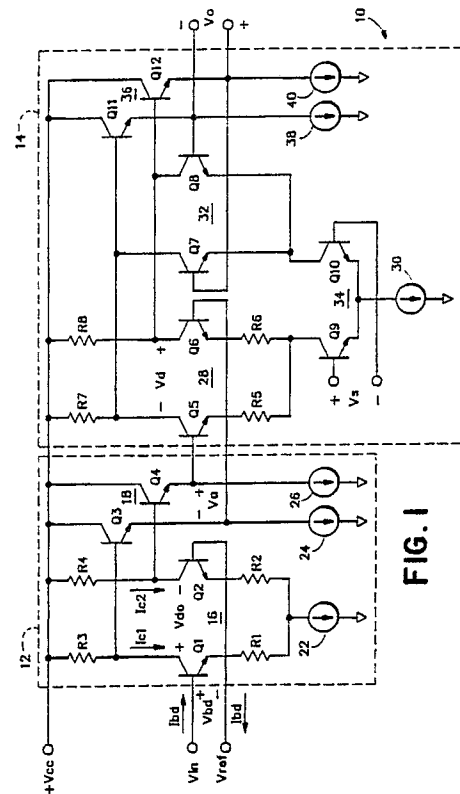 10
14
12
+Vcc
R3
R4
R7
R8
Q11
Q12
36
Q3
Q4
18
Ic1
Ic2
Vdo
+
-
Vd
-
+
Vin
Ibd
Q1
Q2
16
Vbd
+
-
Vref
Ibd
R1
R2
22
Va
-
+
24
26
Q5
Q6
28
R5
R6
Q7
Q8
32
-
Vo
+
Q9
Q10
34
+
Vs
-
30
38
40
FIG. 1